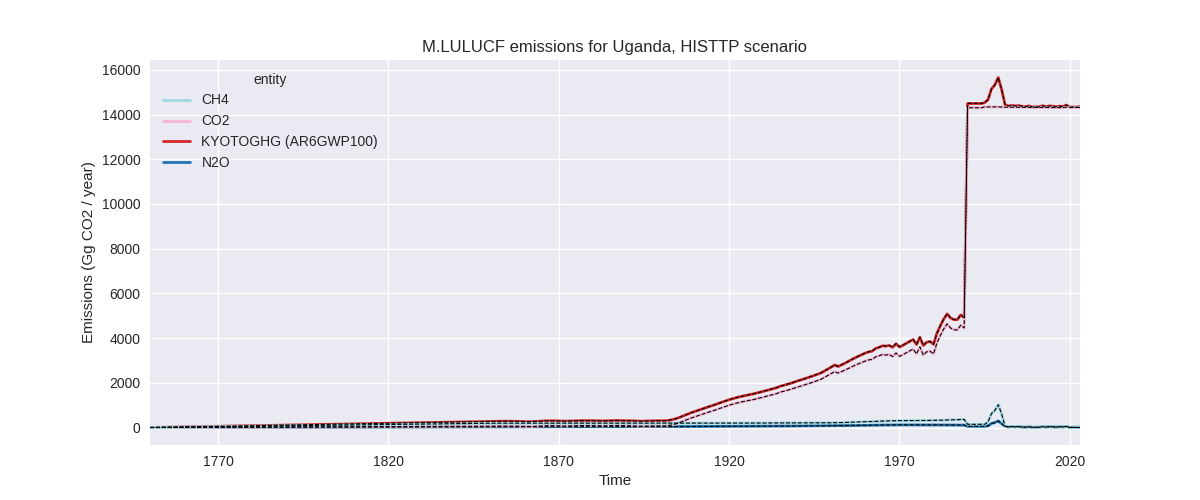 M.LULUCF emissions for Uganda, HISTTP scenario
16000
14000
12000
10000
8000
6000
4000
2000
0
Emissions (Gg CO2 / year)
entity
CH4
CO2
KYOTOGHG (AR6GWP100)
N2O
1770
1820
1870
1920
1970
2020
Time